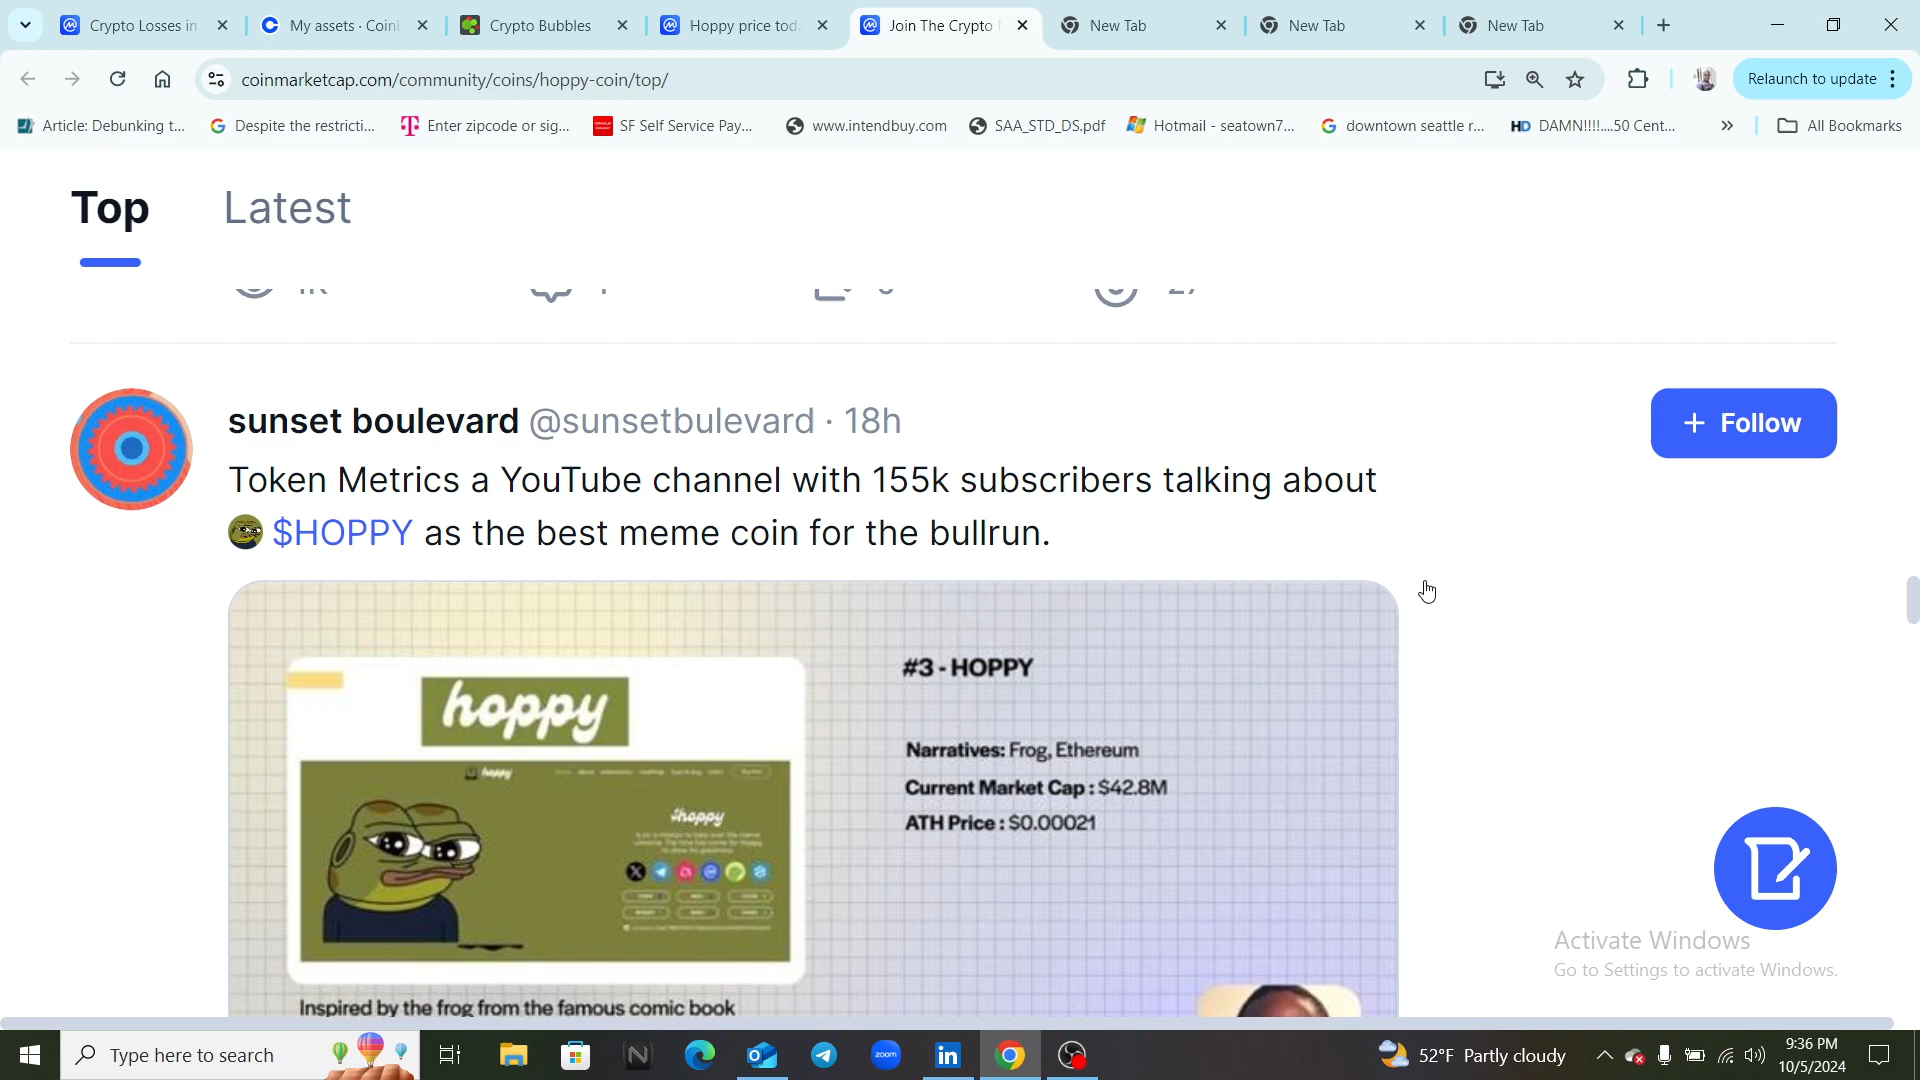 Crypto Losses in
My assets · Coinb
Crypto Bubbles
Hoppy price toda
Join The Crypto
New Tab
New Tab
New Tab
coinmarketcap.com/community/coins/hoppy-coin/top/
Relaunch to update
Article: Debunking t...
Despite the restricti...
Enter zipcode or sig...
SF Self Service Pay...
www.intendbuy.com
SAA_STD_DS.pdf
Hotmail - seatown7...
downtown seattle r...
HD DAMN!!!!....50 Cent...
All Bookmarks
Top Latest
sunset boulevard @sunsetbulevard · 18h
+ Follow
Token Metrics a YouTube channel with 155k subscribers talking about
$HOPPY as the best meme coin for the bullrun.
hoppy
#3 - HOPPY
hoppy
Narratives: Frog, Ethereum
Current Market Cap : $42.8M
ATH Price : $0.00021
Inspired by the frog from the famous comic book
Activate Windows
Go to Settings to activate Windows.
Type here to search
zoom
52°F Partly cloudy
9:36 PM
10/5/2024